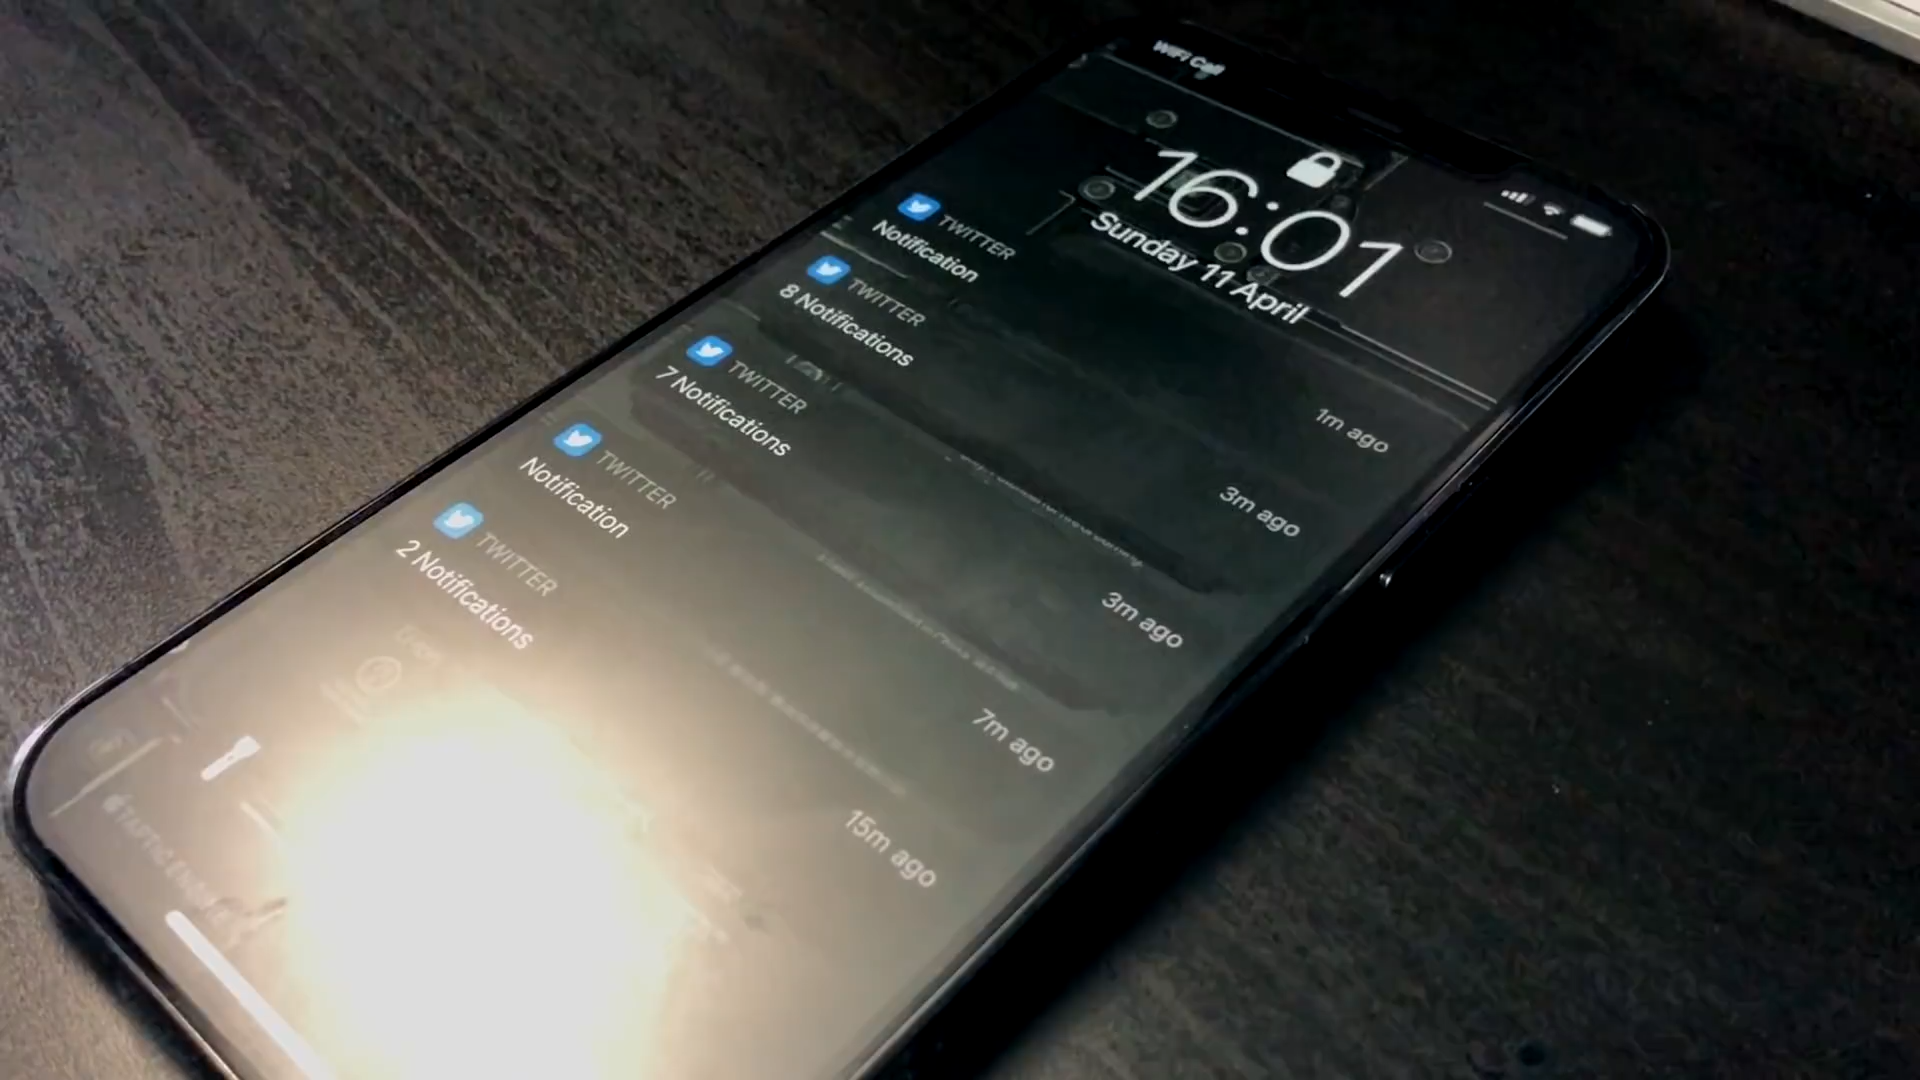 WiFi Call
16:01
Sunday 11 April
TWITTER
1m ago
Notification
TWITTER
3m ago
8 Notifications
TWITTER
3m ago
7 Notifications
TWITTER
7m ago
Notification
TWITTER
15m ago
2 Notifications